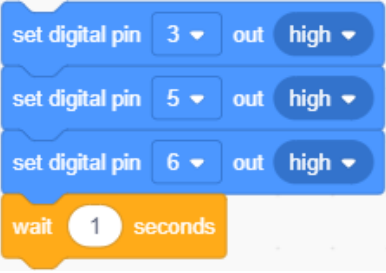 set digital pin 3 out high
set digital pin 5 out high
set digital pin 6 out high
wait 1 seconds